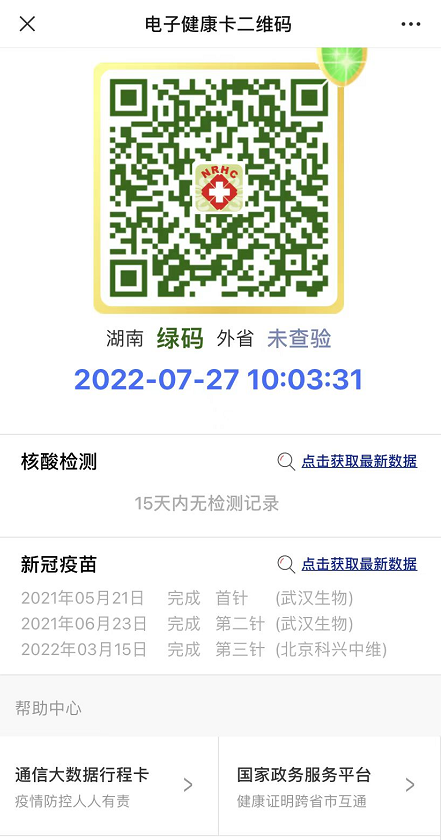 电子健康卡二维码
NRHC
湖南 绿码 外省 未查验
2022-07-27 10:03:31
核酸检测 点击获取最新数据
15天内无检测记录
新冠疫苗 点击获取最新数据
2021年05月21日 完成 首针 (武汉生物)
2021年06月23日 完成 第二针 (武汉生物)
2022年03月15日 完成 第三针 (北京科兴中维)
帮助中心
通信大数据行程卡
疫情防控人人有责
国家政务服务平台
健康证明跨省市互通